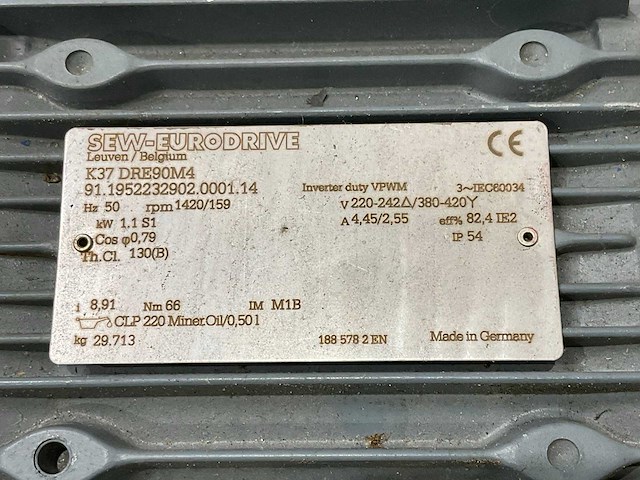 SEW-EURODRIVE
CE
Leuven/Belgium
K37 DRE90M4
91.1952232902.0001.14
Inverter duty VPWM 3~IEC60034
Hz 50 rpm 1420/159 V 220-242Δ/380-420Y
kW 1.1 S1 A 4,45/2,55 eff% 82,4 IE2
Cos φ0,79 IP 54
Th.Cl. 130(B)
i 8,91 Nm 66 IM M1B
CLP 220 Miner.Oil/0,50 l
kg 29.713 188 578 2 EN Made in Germany